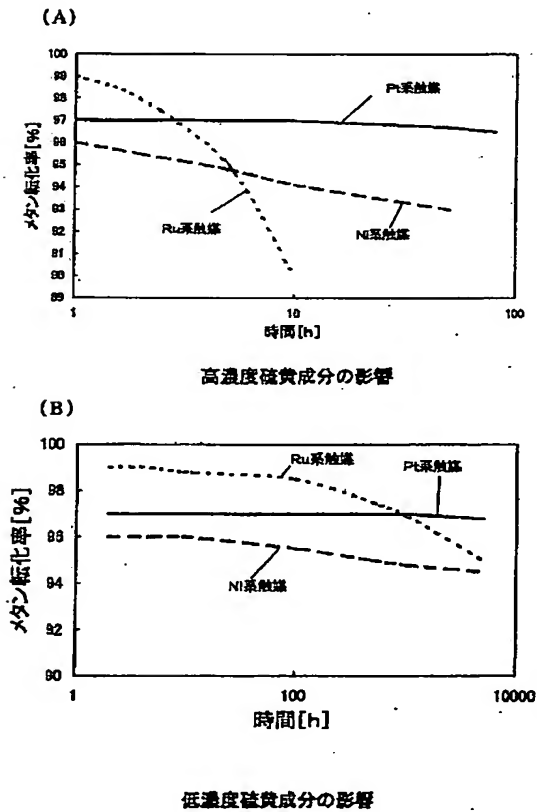 (A)
100
99
98
97
96
95
94
93
92
91
90
89
メタン転化率[%]
Pt系触媒
Ru系触媒
Ni系触媒
1
10
100
時間[h]
高濃度硫黄成分の影響
(B)
100
98
96
94
92
90
メタン転化率[%]
Ru系触媒
Pt系触媒
Ni系触媒
1
100
10000
時間[h]
低濃度硫黄成分の影響